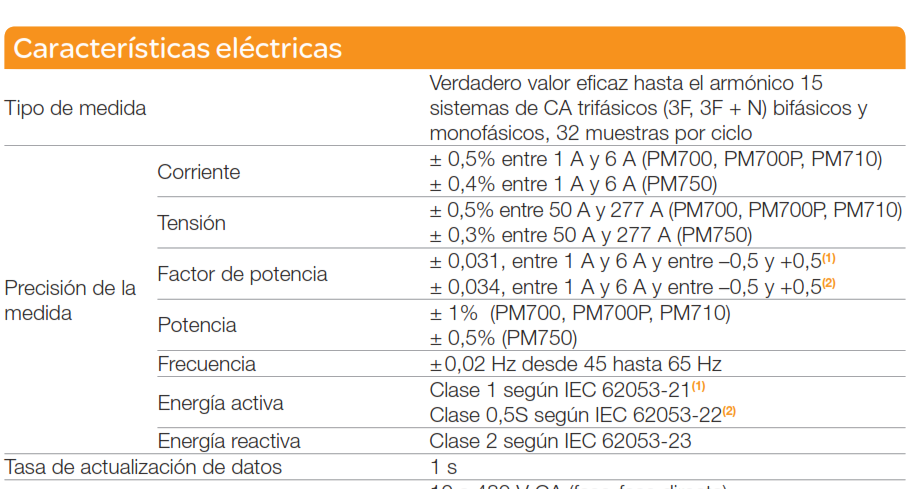 Características eléctricas
Tipo de medida
Verdadero valor eficaz hasta el armónico 15
sistemas de CA trifásicos (3F, 3F + N) bifásicos y
monofásicos, 32 muestras por ciclo
Precisión de la
medida
Corriente
± 0,5% entre 1 A y 6 A (PM700, PM700P, PM710)
± 0,4% entre 1 A y 6 A (PM750)
Tensión
± 0,5% entre 50 A y 277 A (PM700, PM700P, PM710)
± 0,3% entre 50 A y 277 A (PM750)
Factor de potencia
± 0,031, entre 1 A y 6 A y entre –0,5 y +0,5(1)
± 0,034, entre 1 A y 6 A y entre –0,5 y +0,5(2)
Potencia
± 1% (PM700, PM700P, PM710)
± 0,5% (PM750)
Frecuencia
±0,02 Hz desde 45 hasta 65 Hz
Energía activa
Clase 1 según IEC 62053-21(1)
Clase 0,5S según IEC 62053-22(2)
Energía reactiva
Clase 2 según IEC 62053-23
Tasa de actualización de datos
1 s